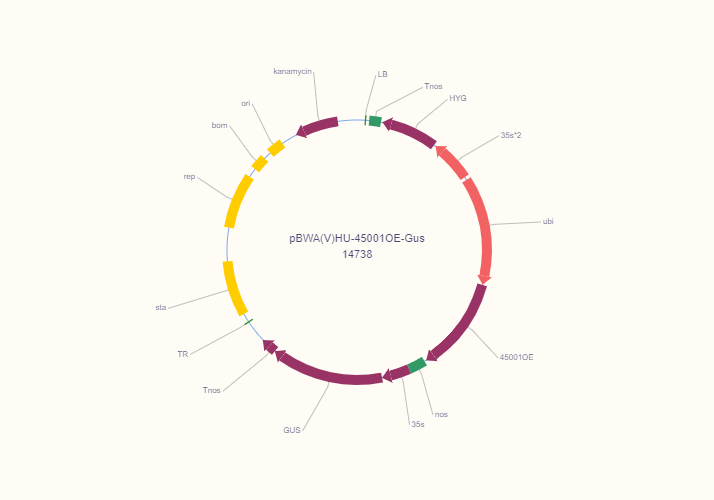 kanamycin
LB
Tnos
HYG
ori
bom
35s*2
rep
ubi
pBWA(V)HU-45001OE-Gus
14738
sta
TR
45001OE
Tnos
nos
35s
GUS